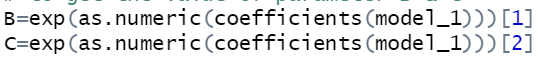 B=exp(as.numeric(coefficients(model_1)))[1]
C=exp(as.numeric(coefficients(model_1)))[2]